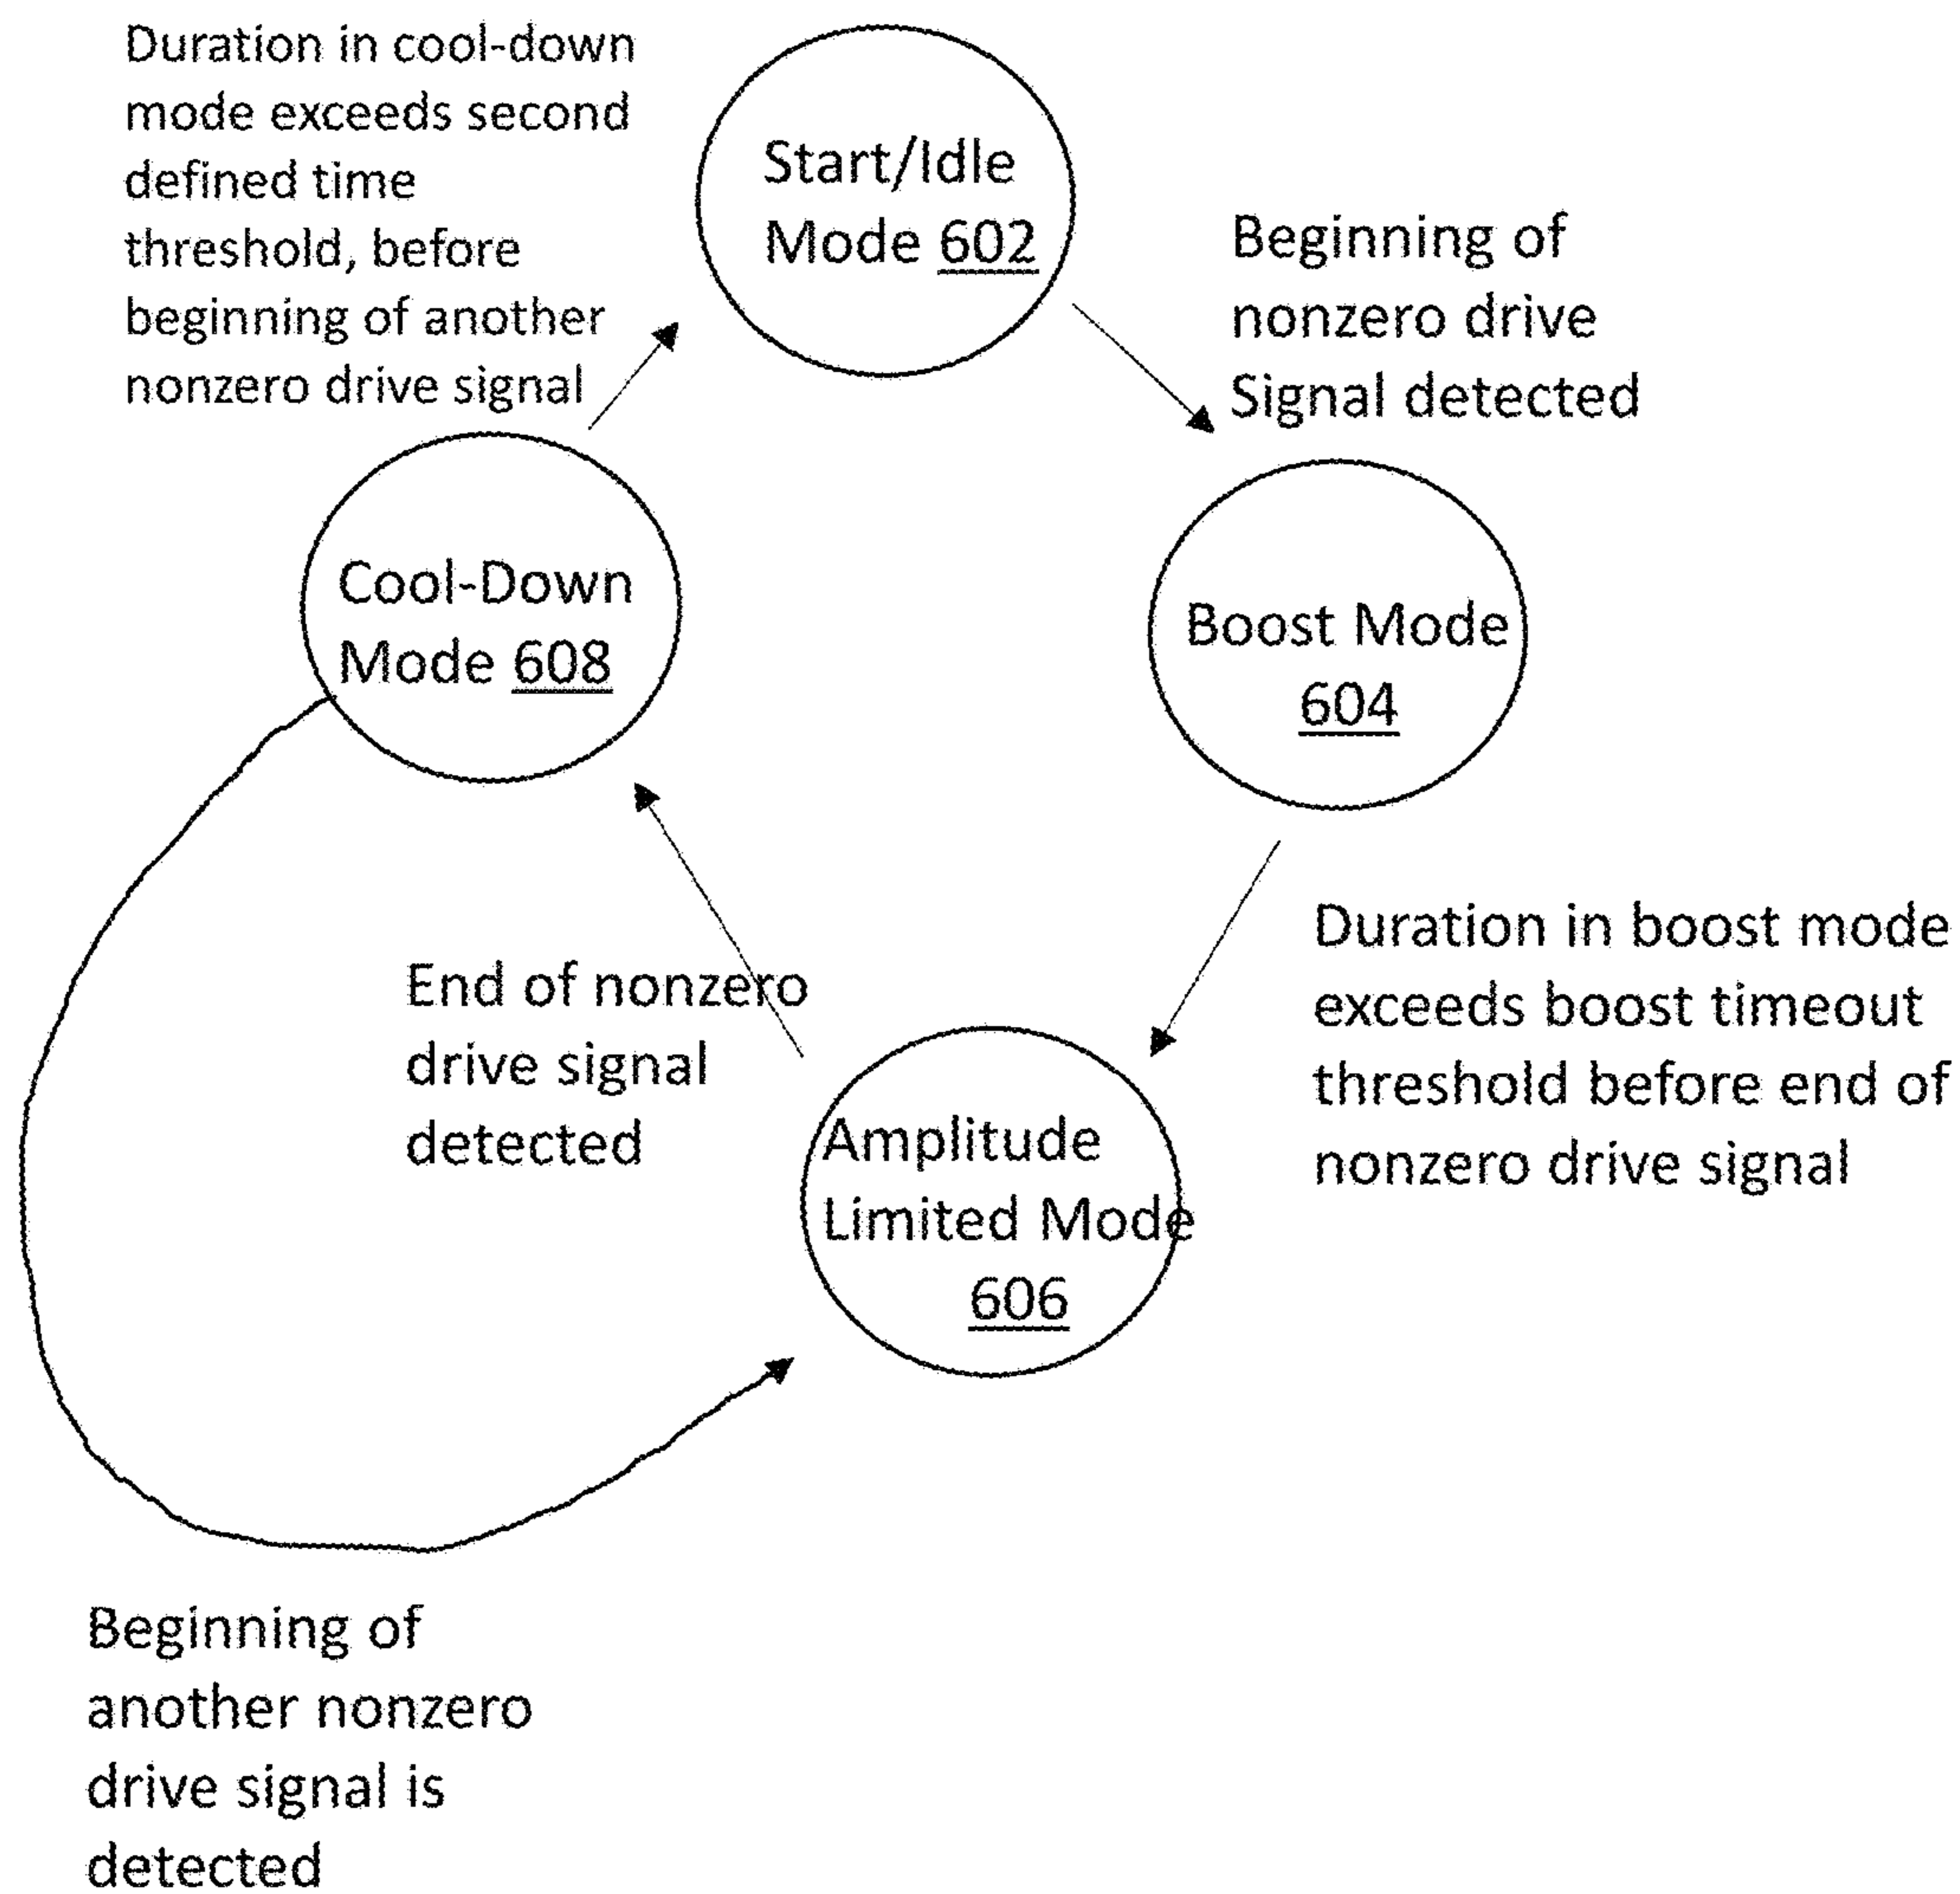 Duration in cool-down
mode exceeds second
defined time
threshold, before
beginning of another
nonzero drive signal
Start/Idle
Mode 602
Beginning of
nonzero drive
Signal detected
Cool-Down
Mode 608
Boost Mode
604
Duration in boost mode
exceeds boost timeout
threshold before end of
nonzero drive signal
End of nonzero
drive signal
detected
Amplitude
Limited Mode
606
Beginning of
another nonzero
drive signal is
detected